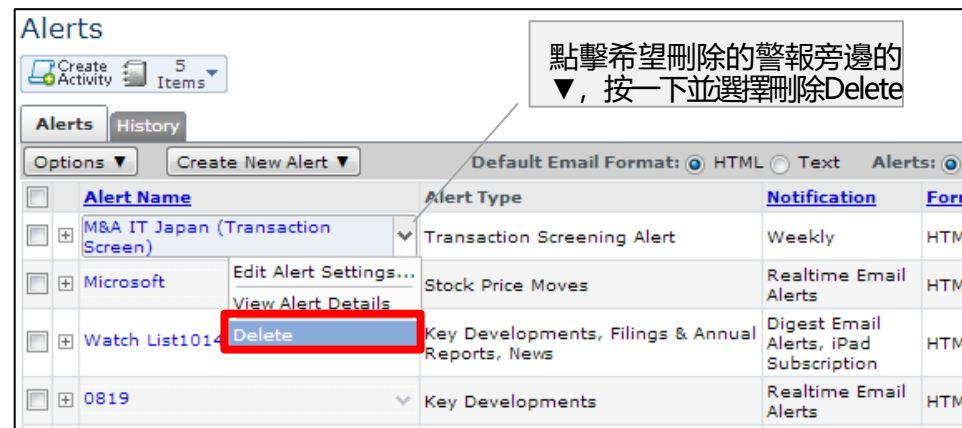 Alerts
Create Activity
5 Items
點擊希望刪除的警報旁邊的
▼，按一下並選擇刪除Delete
Alerts History
Options ▼ Create New Alert ▼ Default Email Format: HTML Text Alerts:
Alert Name Alert Type Notification
M&A IT Japan (Transaction
Screen)
Transaction Screening Alert Weekly
Edit Alert Settings...
Microsoft Stock Price Moves Realtime Email
Alerts
View Alert Details
Delete
Watch List1014 Key Developments, Filings & Annual
Reports, News
Digest Email
Alerts, iPad
Subscription
0819 Key Developments Realtime Email
Alerts